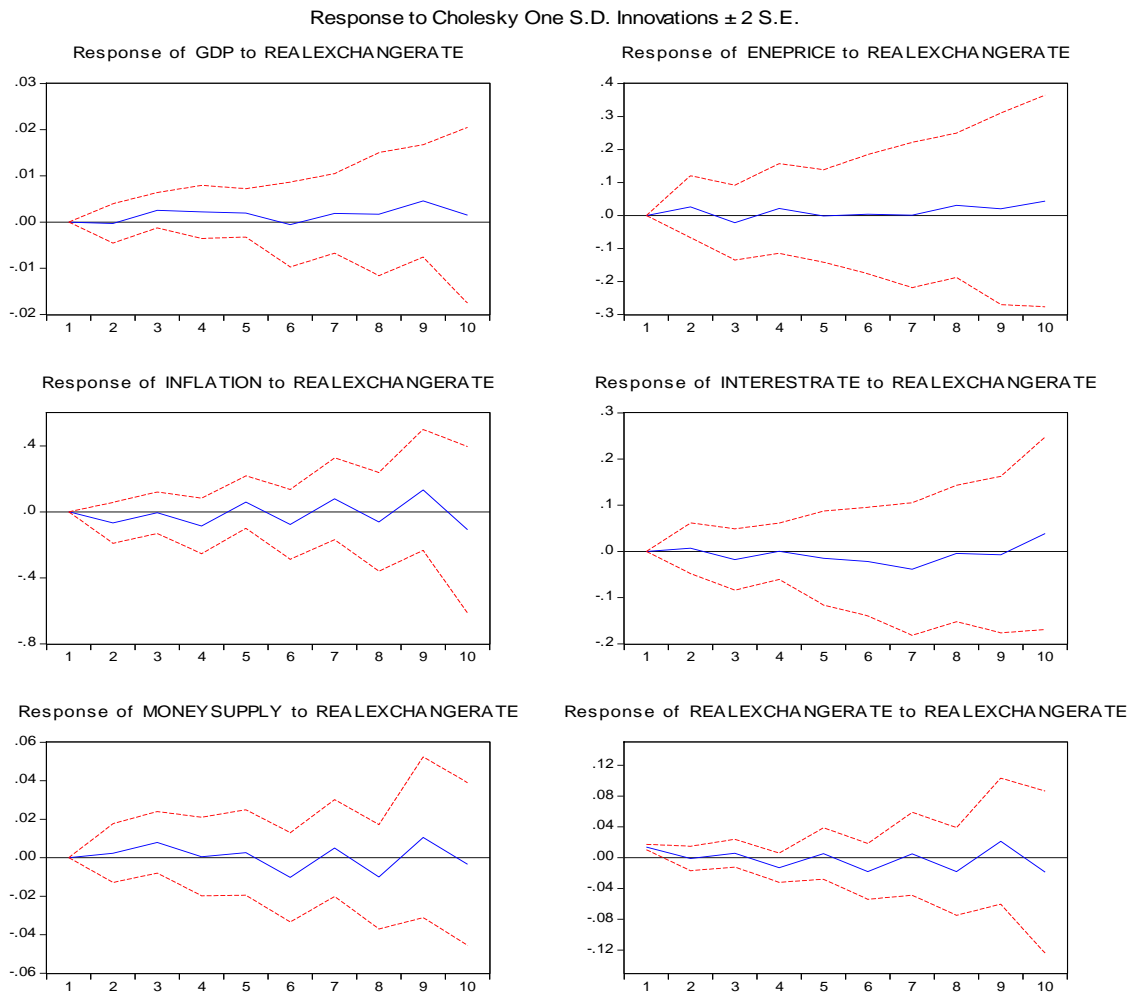 Response to Cholesky One S.D. Innovations ± 2 S.E.
Response of GDP to REALEXCHANGERATE
.03
.02
.01
.00
-.01
-.02
1 2 3 4 5 6 7 8 9 10
Response of ENEPRICE to REALEXCHANGERATE
.4
.3
.2
.1
.0
-.1
-.2
-.3
1 2 3 4 5 6 7 8 9 10
Response of INFLATION to REALEXCHANGERATE
.4
.0
-.4
-.8
1 2 3 4 5 6 7 8 9 10
Response of INTERESTRATE to REALEXCHANGERATE
.3
.2
.1
.0
-.1
-.2
1 2 3 4 5 6 7 8 9 10
Response of MONEYSUPPLY to REALEXCHANGERATE
.06
.04
.02
.00
-.02
-.04
-.06
1 2 3 4 5 6 7 8 9 10
Response of REALEXCHANGERATE to REALEXCHANGERATE
.12
.08
.04
.00
-.04
-.08
-.12
1 2 3 4 5 6 7 8 9 10